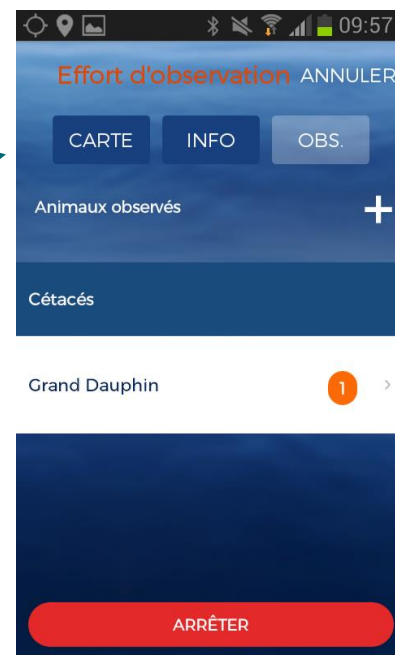 09:57
Effort d'observation ANNULER
CARTE INFO OBS.
Animaux observés +
Cétacés
Grand Dauphin 1 >
ARRÊTER